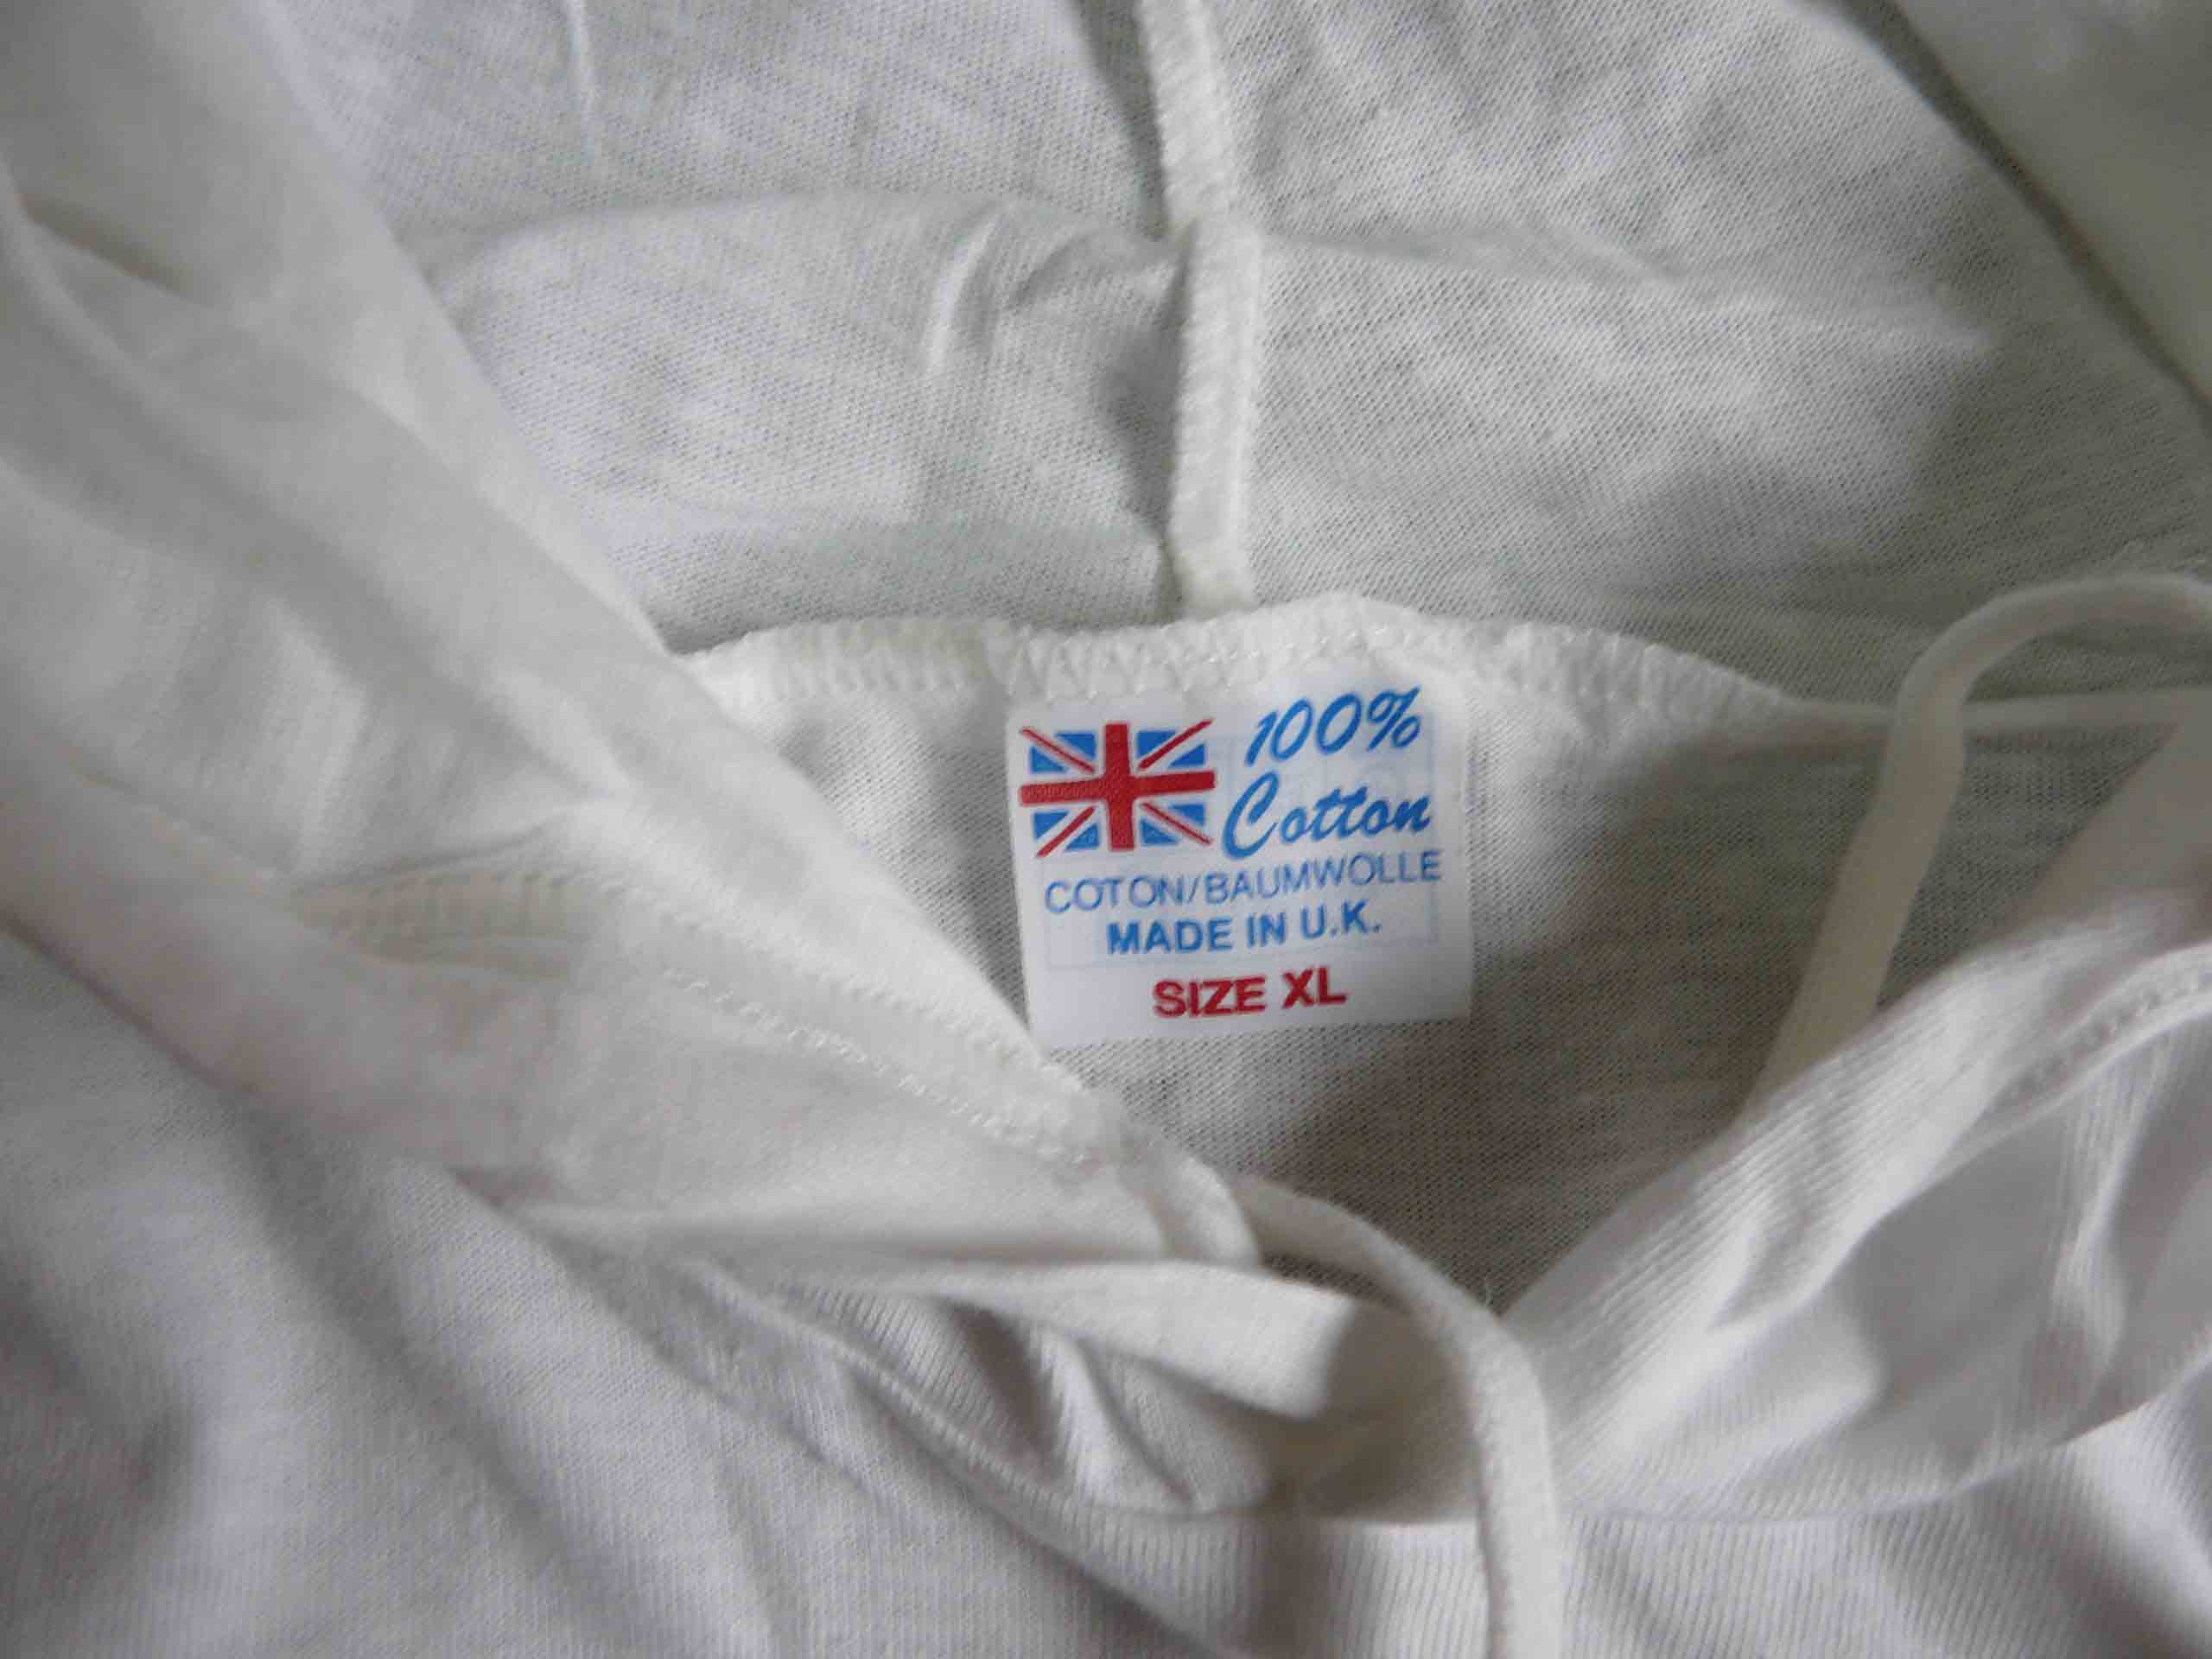 100%
Cotton
COTON/BAUMWOLLE
MADE IN U.K.
SIZE XL